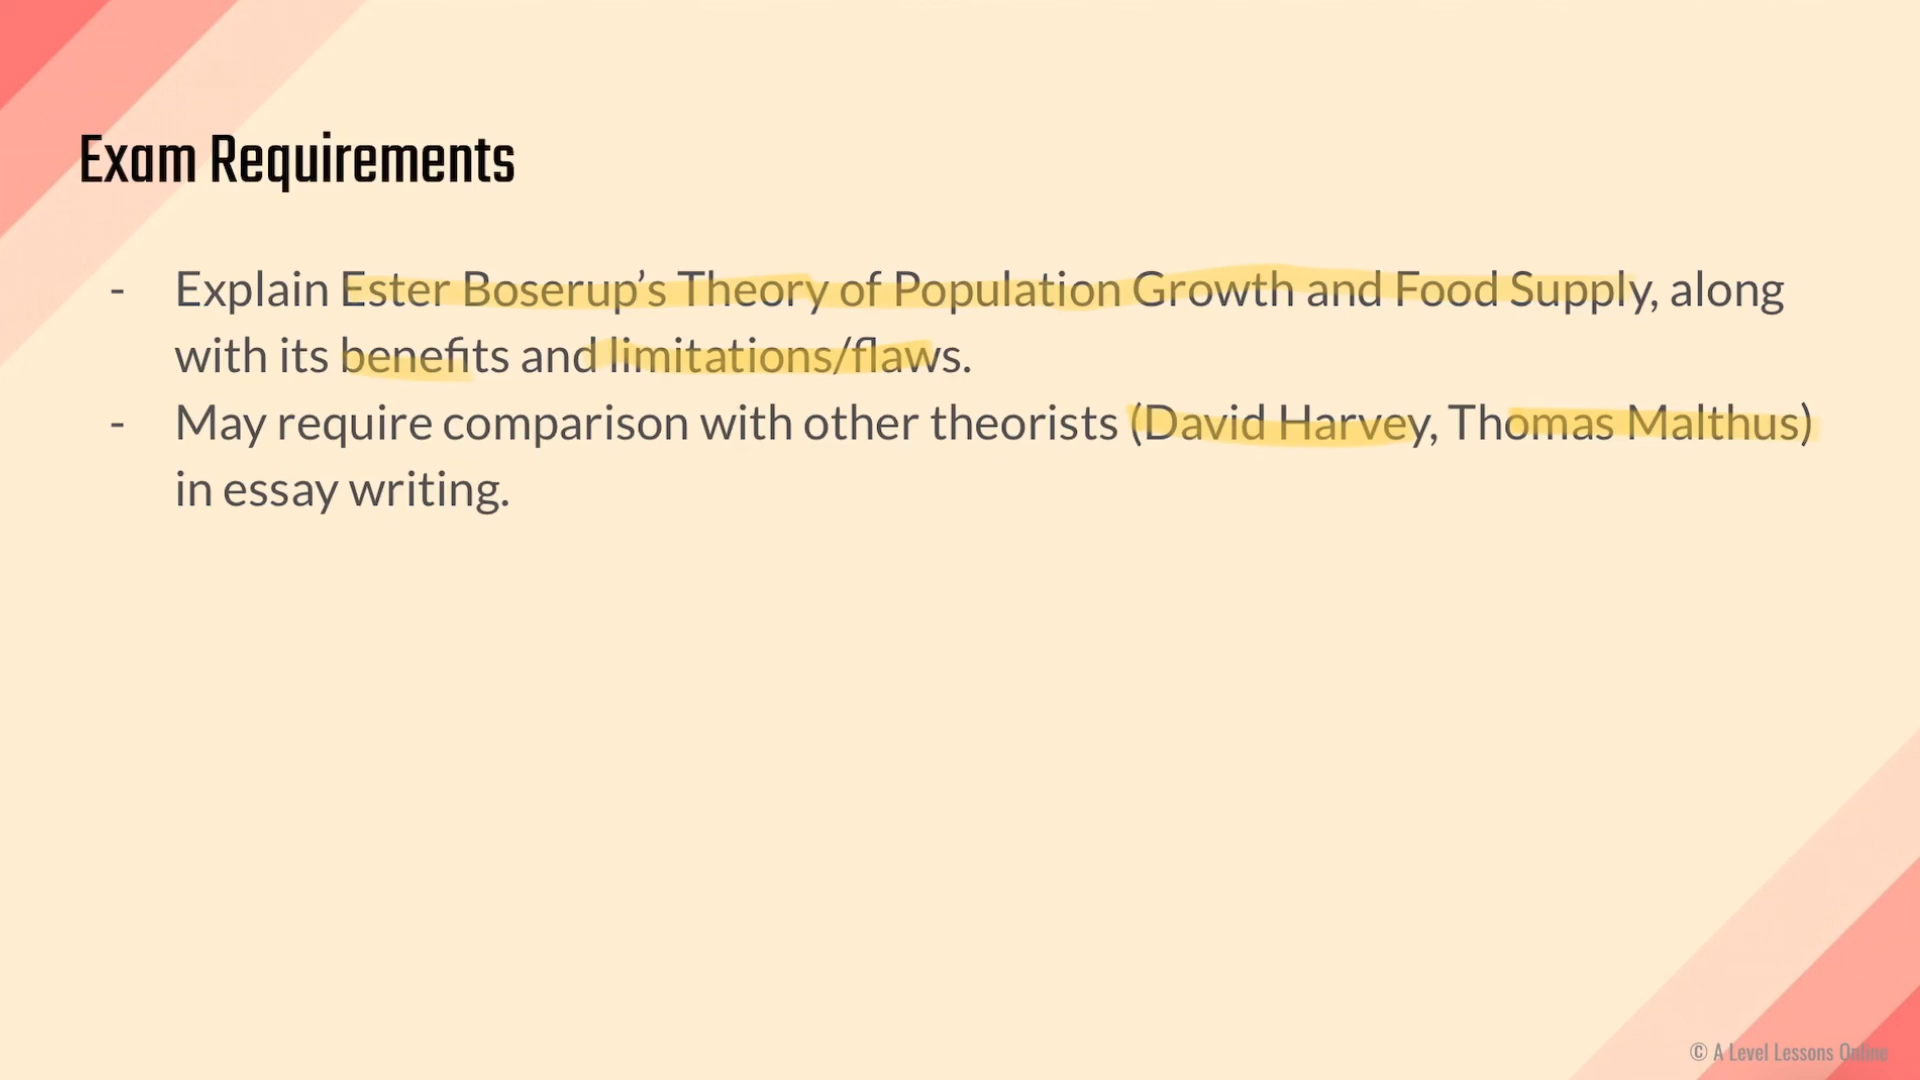 Exam Requirements
- Explain Ester Boserup’s Theory of Population Growth and Food Supply, along
with its benefits and limitations/flaws.
- May require comparison with other theorists (David Harvey, Thomas Malthus)
in essay writing.
© A Level Lessons Online